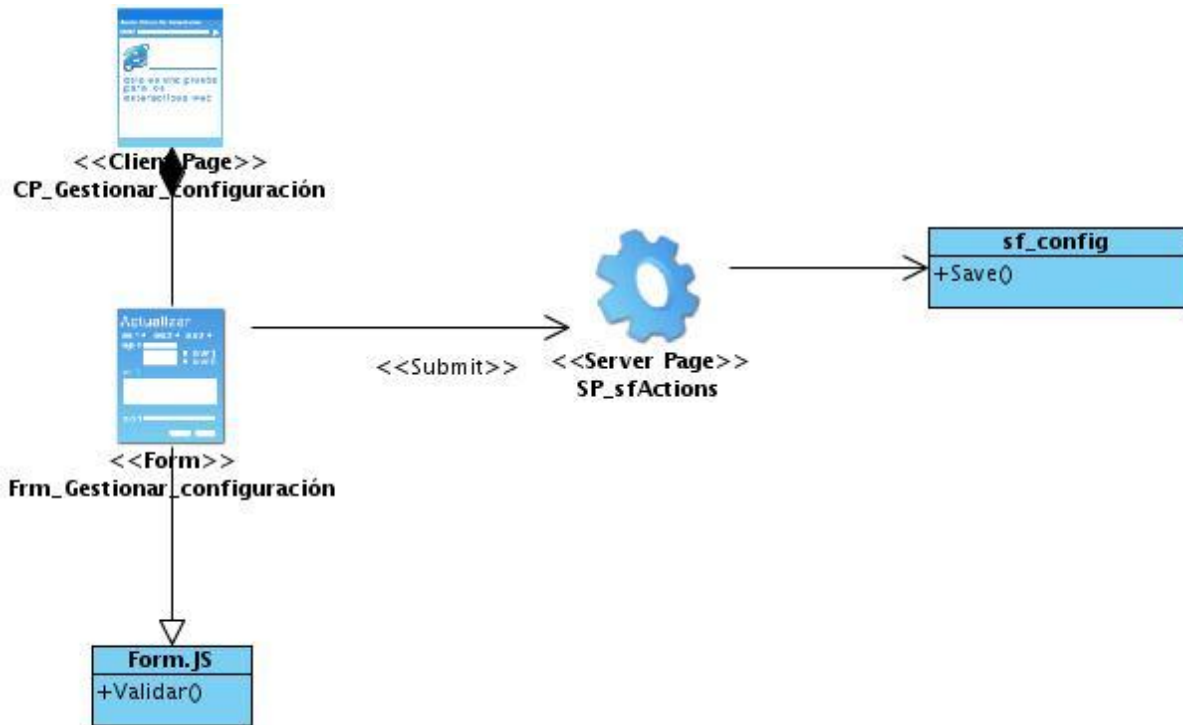 <<Client Page>>
CP_Gestionar_configuración
sf_config
+Save()
Actualizar
<<Submit>>
<<Server Page>>
SP_sfActions
<<Form>>
Frm_Gestionar_configuración
Form.JS
+Validar()